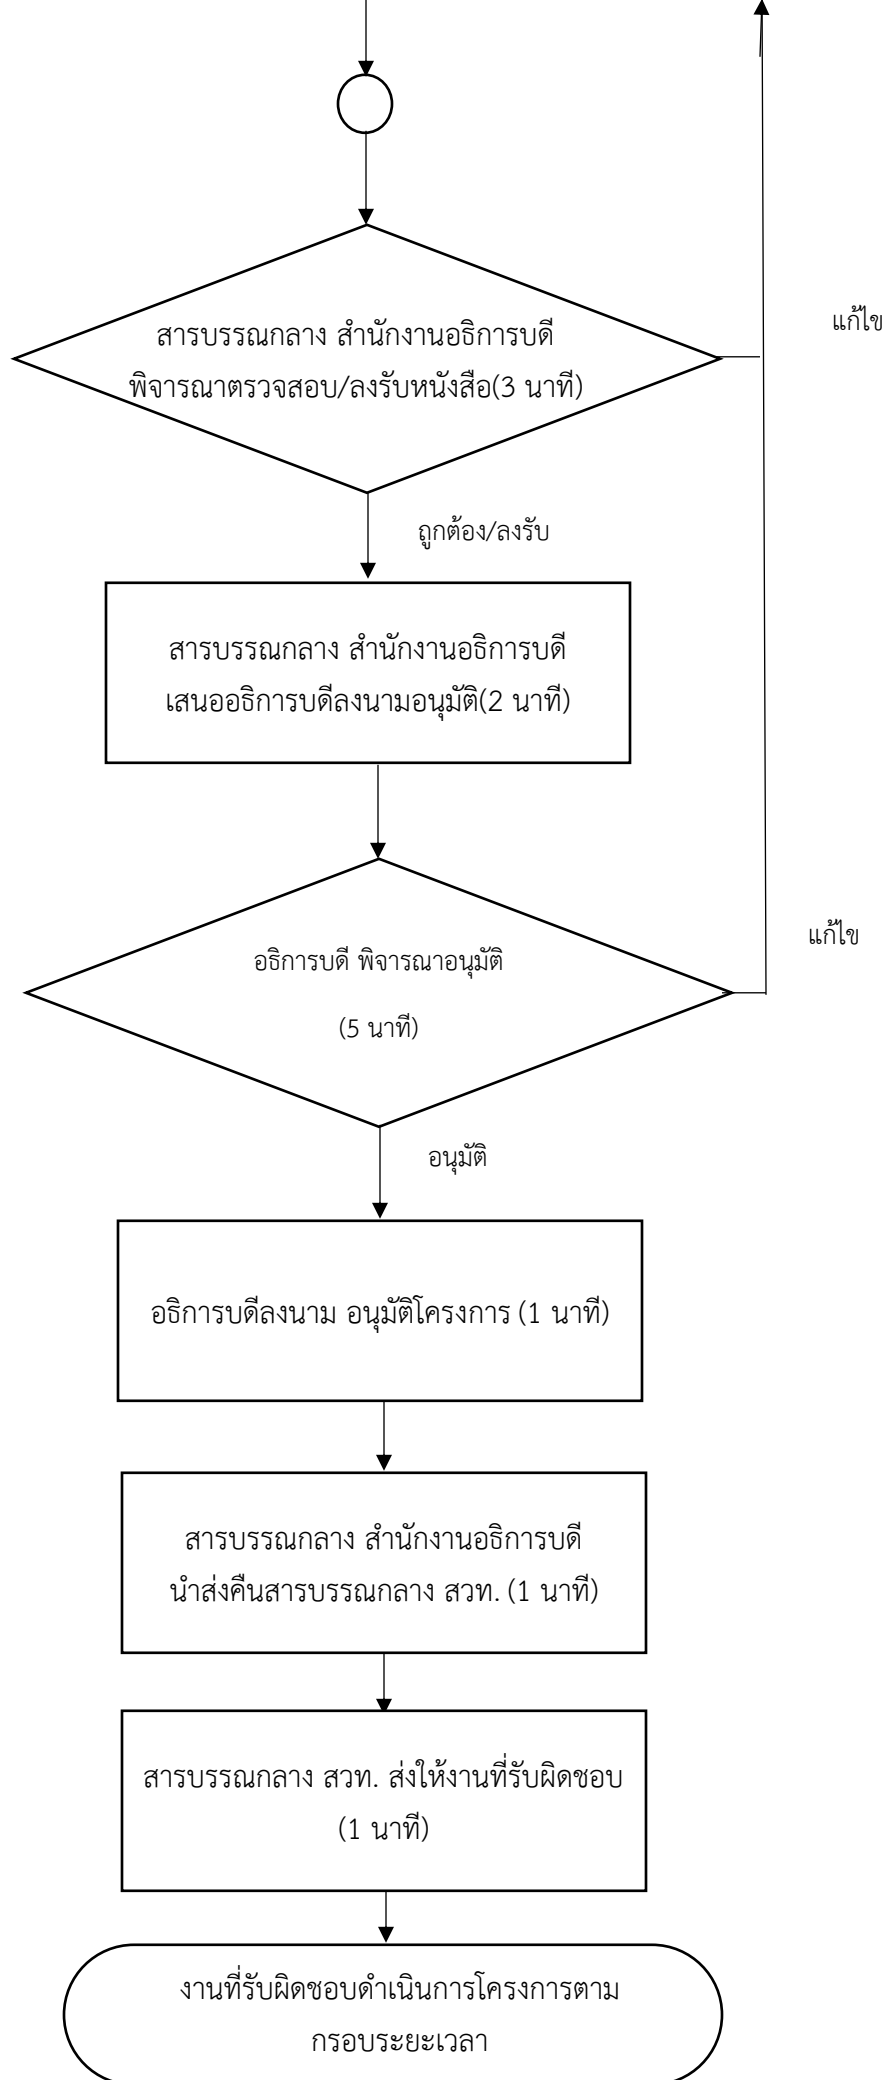 สารบรรณกลาง สำนักงานอธิการบดี
แก้ไข
พิจารณาตรวจสอบ/ลงรับหนังสือ(3 นาที)
ถูกต้อง/ลงรับ
สารบรรณกลาง สำนักงานอธิการบดี
เสนออธิการบดีลงนามอนุมัติ(2 นาที)
แก้ไข
อธิการบดี พิจารณาอนุมัติ
(5 นาที)
อนุมัติ
อธิการบดีลงนาม อนุมัติโครงการ (1 นาที)
สารบรรณกลาง สำนักงานอธิการบดี
นำส่งคืนสารบรรณกลาง สวท. (1 นาที)
สารบรรณกลาง สวท. ส่งให้งานที่รับผิดชอบ
(1 นาที)
งานที่รับผิดชอบดำเนินการโครงการตาม
กรอบระยะเวลา